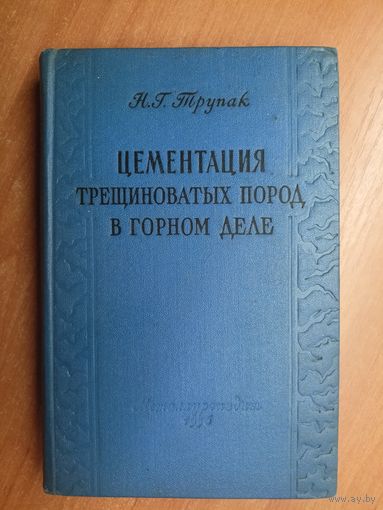 Н.Г. Трупак
ЦЕМЕНТАЦИЯ
ТРЕЩИНОВАТЫХ ПОРОД
В ГОРНОМ ДЕЛЕ
Металлургиздат
www.ay.by